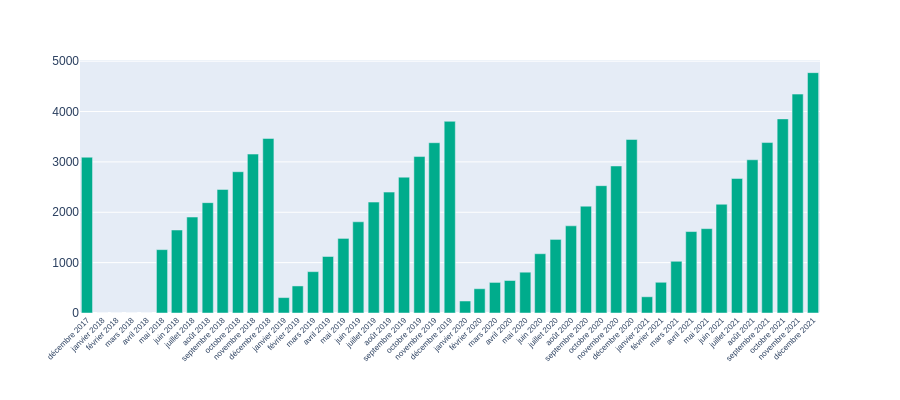 5000
4000
3000
2000
1000
0
décembre 2017
janvier 2018
février 2018
mars 2018
avril 2018
mai 2018
juin 2018
juillet 2018
août 2018
septembre 2018
octobre 2018
novembre 2018
décembre 2018
janvier 2019
février 2019
mars 2019
avril 2019
mai 2019
juin 2019
juillet 2019
août 2019
septembre 2019
octobre 2019
novembre 2019
décembre 2019
janvier 2020
février 2020
mars 2020
avril 2020
mai 2020
juin 2020
juillet 2020
août 2020
septembre 2020
octobre 2020
novembre 2020
décembre 2020
janvier 2021
février 2021
mars 2021
avril 2021
mai 2021
juin 2021
juillet 2021
août 2021
septembre 2021
octobre 2021
novembre 2021
décembre 2021